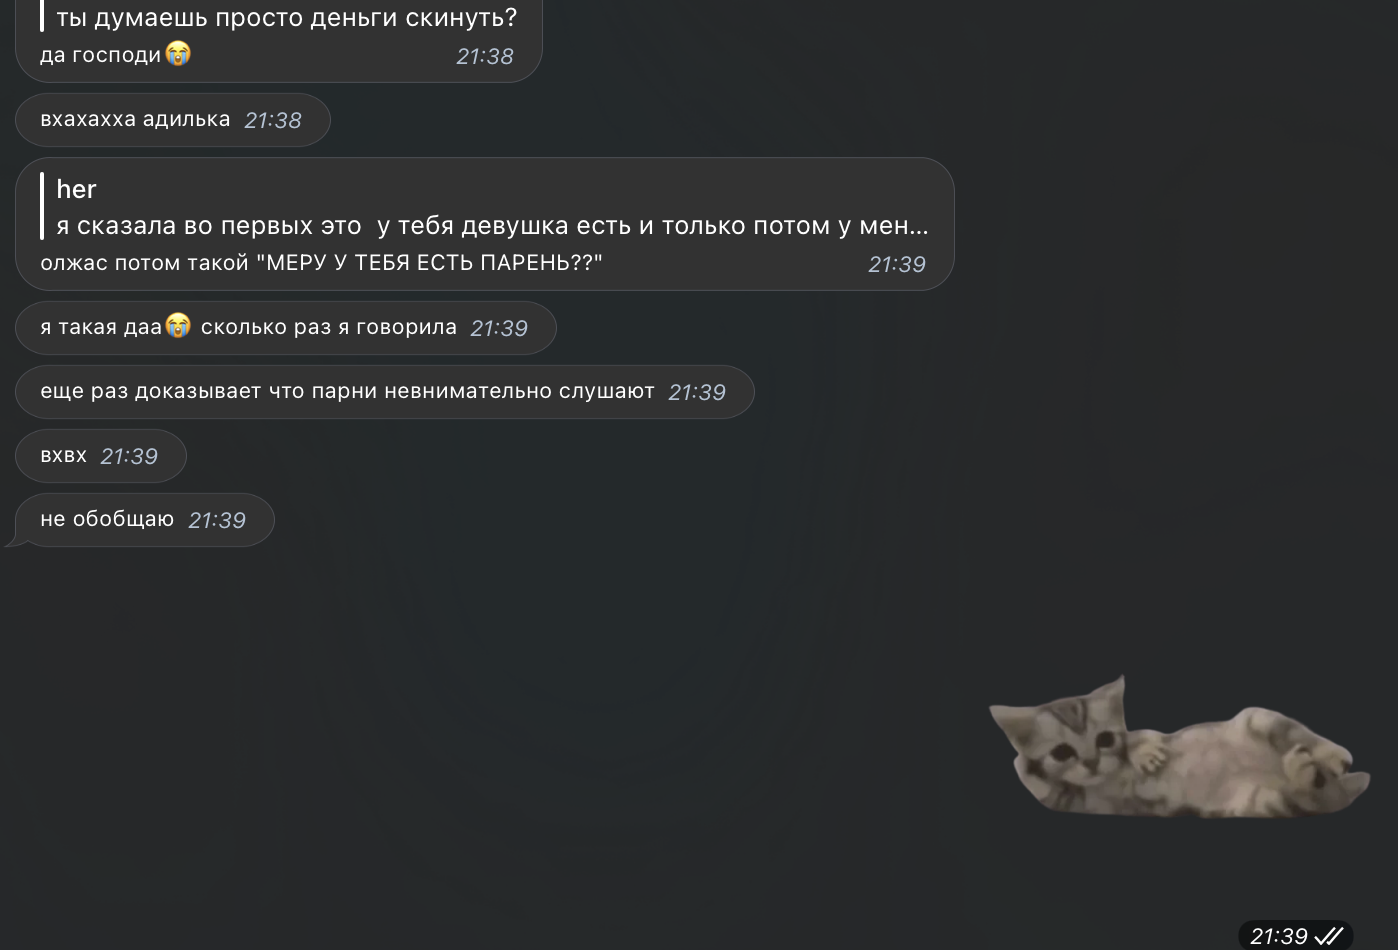 ты думаешь просто деньги скинуть?
да господи😭 21:38
вхахахха адилька 21:38
her
я сказала во первых это  у тебя девушка есть и только потом у мен...
олжас потом такой "МЕРУ У ТЕБЯ ЕСТЬ ПАРЕНЬ??" 21:39
я такая даа😭 сколько раз я говорила 21:39
еще раз доказывает что парни невнимательно слушают 21:39
вхвх 21:39
не обобщаю 21:39
21:39